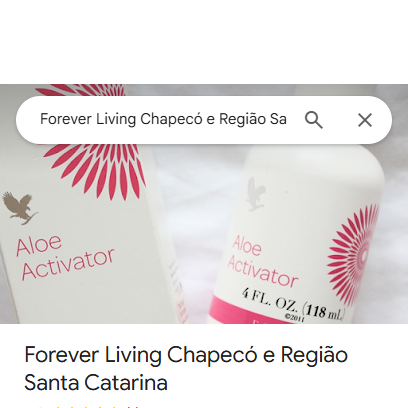 Forever Living Chapecó e Região Sa
Aloe
Activator
Aloe
Activator
4 FL. OZ. (118 mL)
©2011
Forever Living Chapecó e Região
Santa Catarina